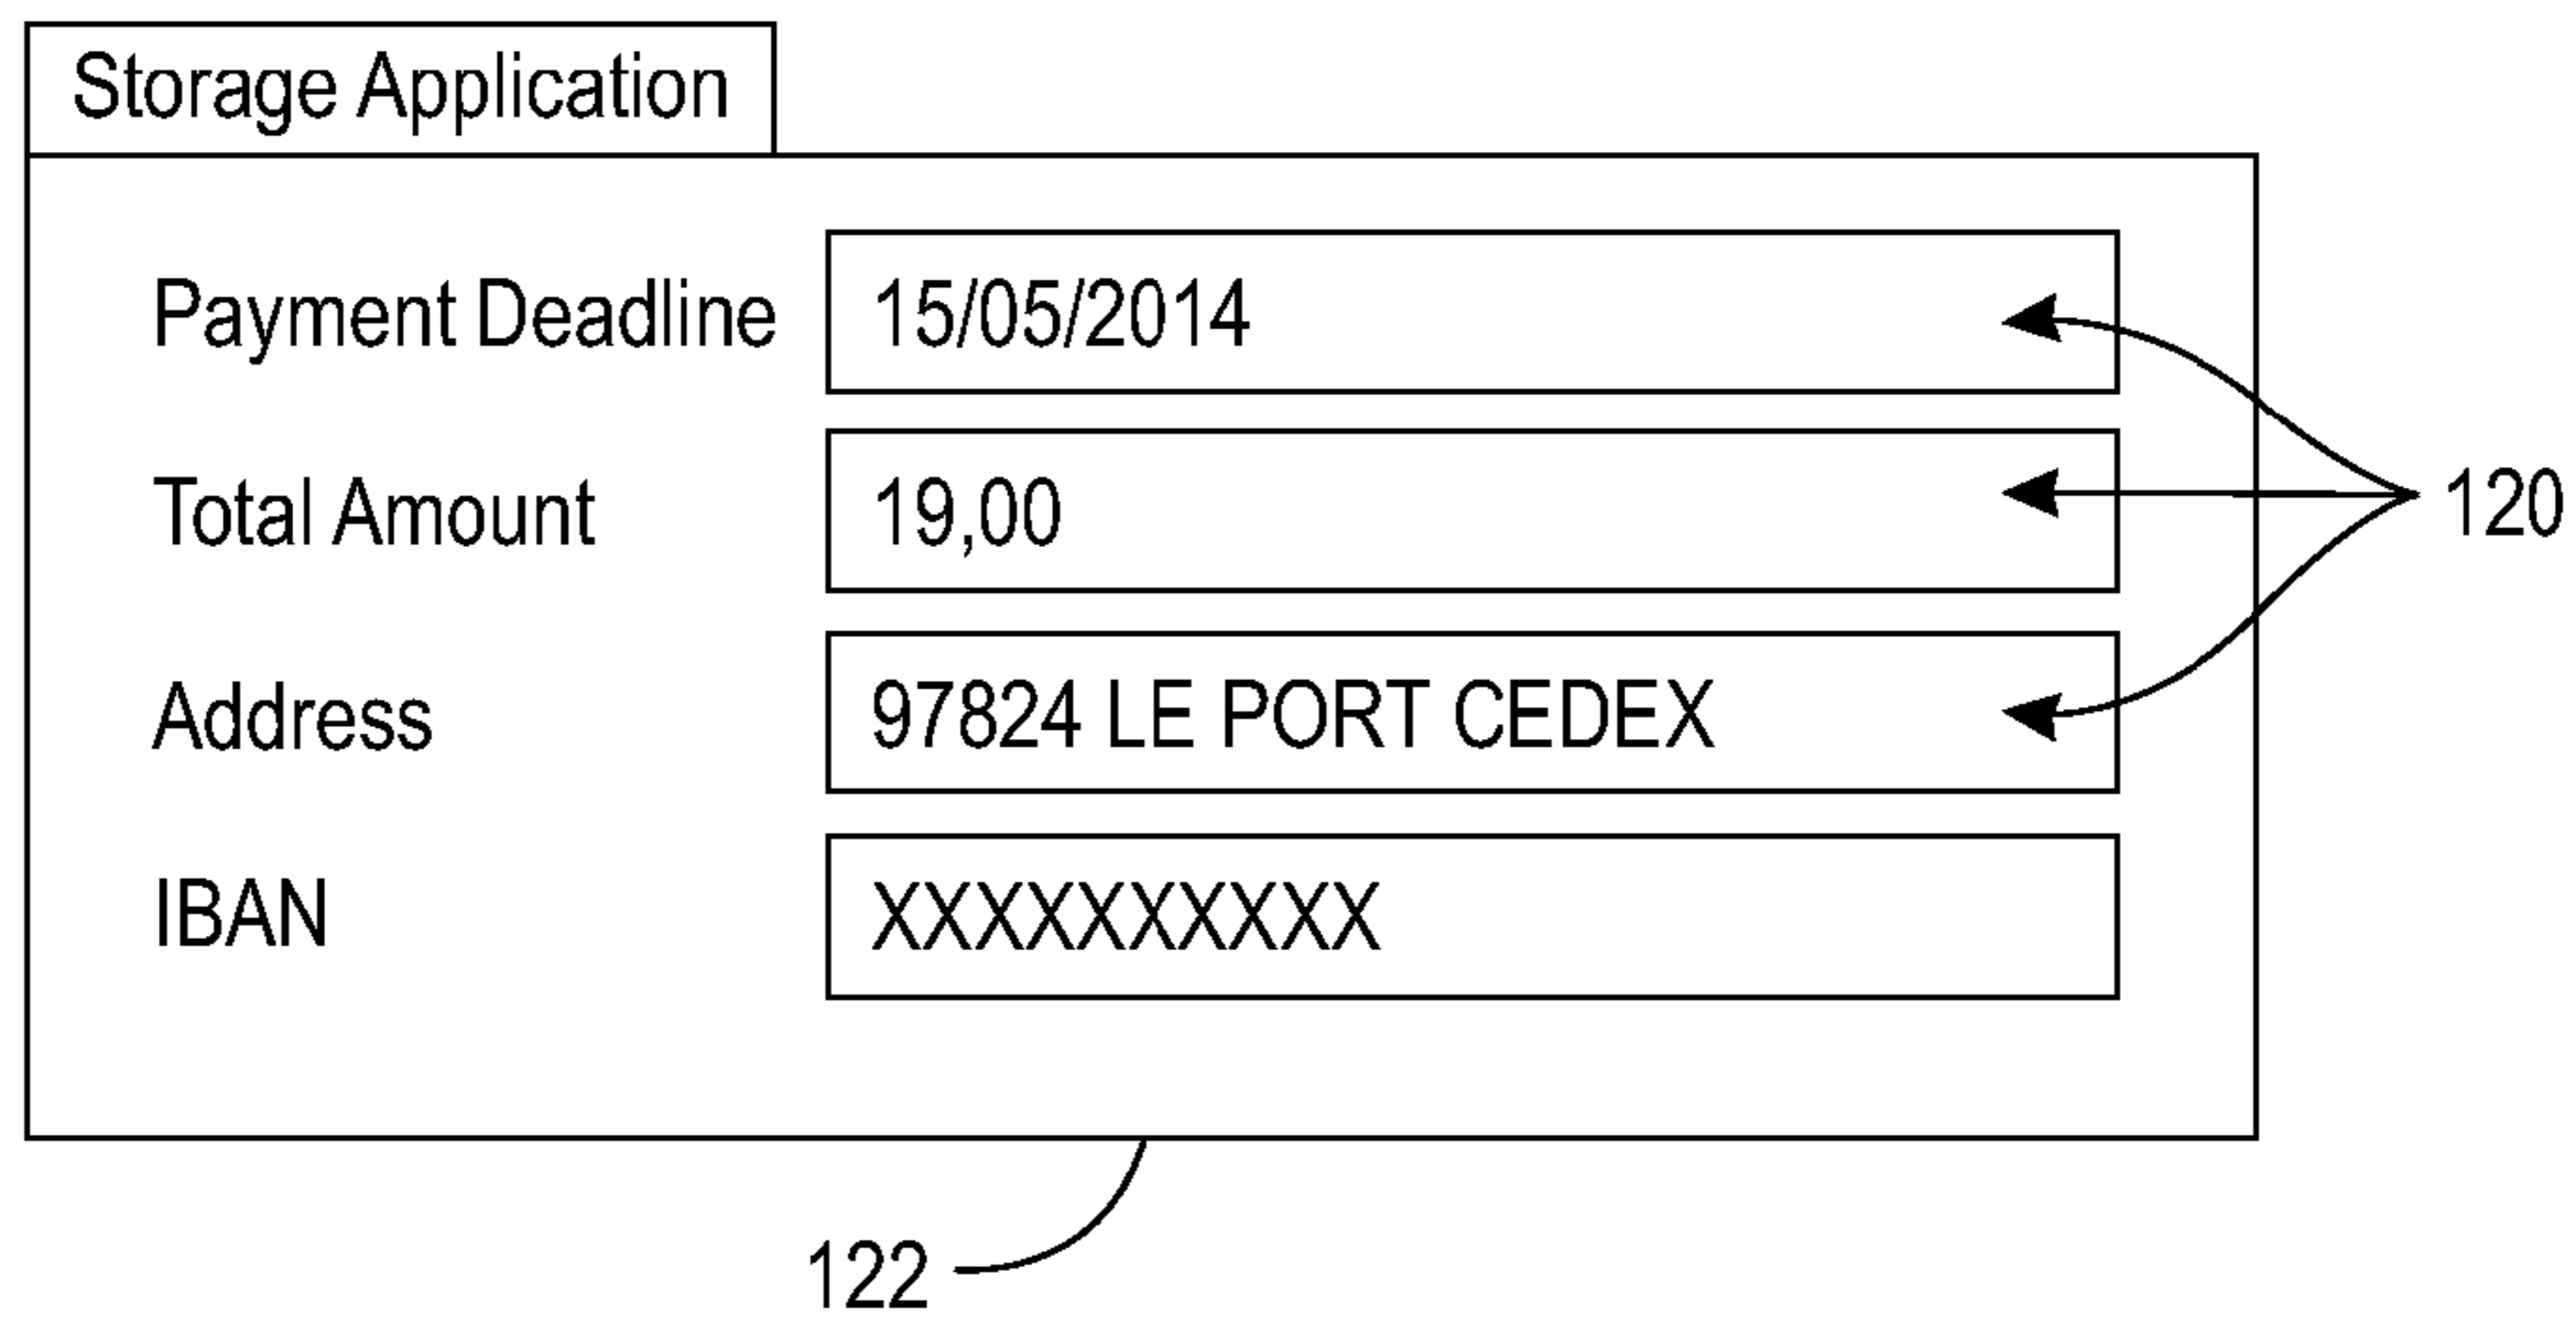 Storage Application
Payment Deadline 15/05/2014
Total Amount 19,00
120
Address 97824 LE PORT CEDEX
IBAN XXXXXXXXXX
122